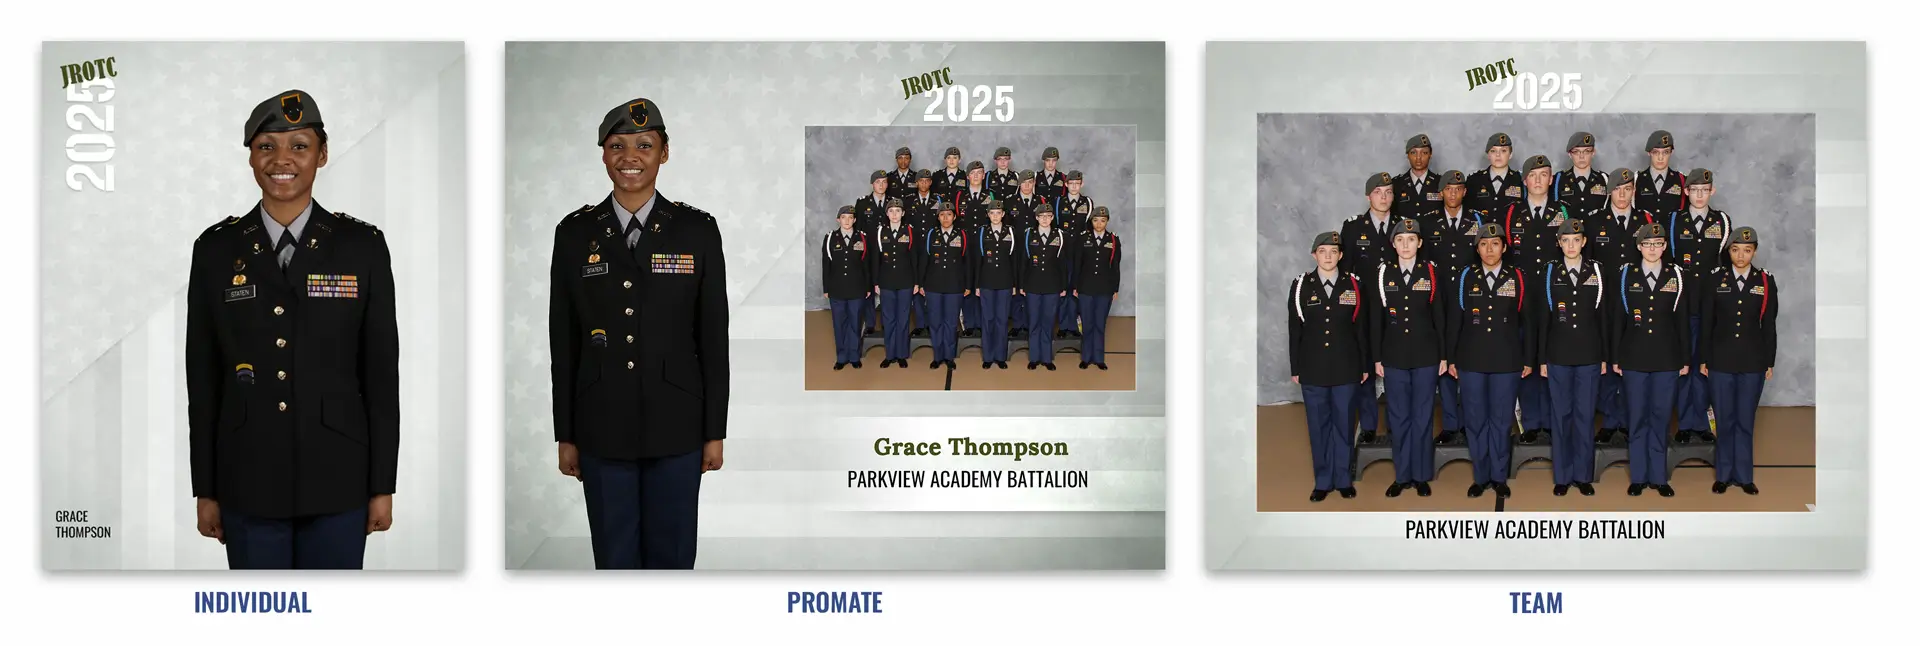 JROTC
2025
STATEN
GRACE
THOMPSON
INDIVIDUAL
JROTC
2025
STATEN
Grace Thompson
PARKVIEW ACADEMY BATTALION
PROMATE
JROTC
2025
PARKVIEW ACADEMY BATTALION
TEAM